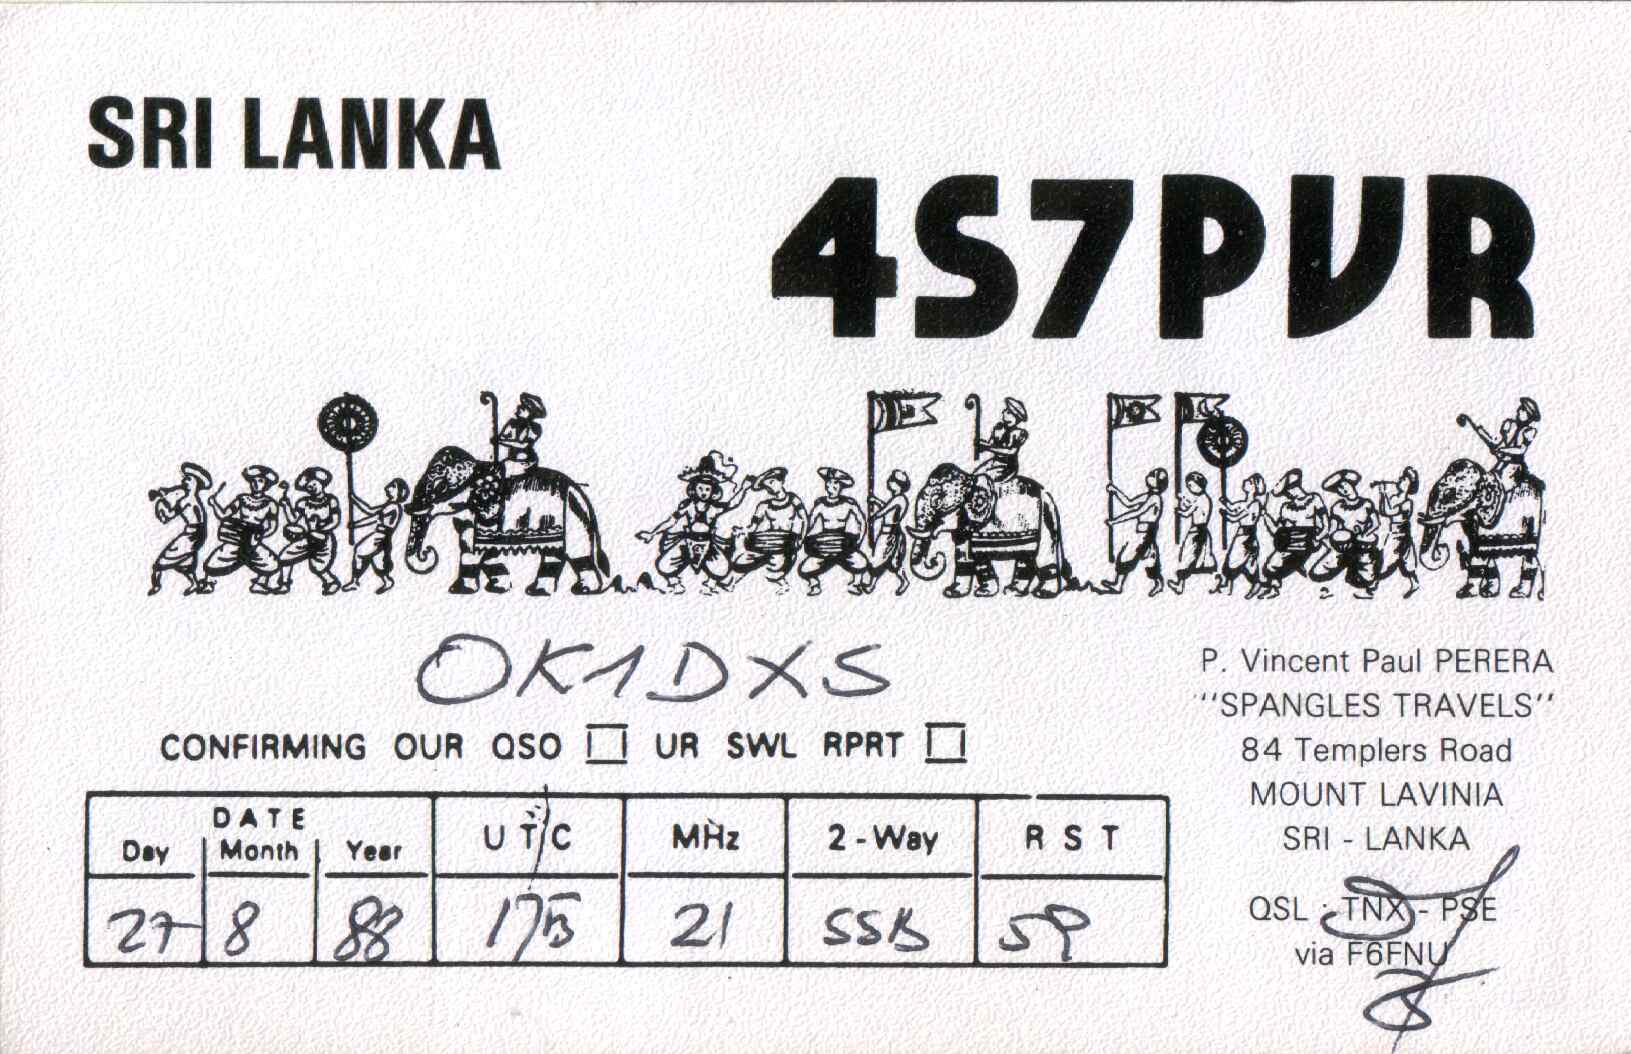 SRI LANKA
4S7PVR
OK1DXS
CONFIRMING OUR QSO UR SWL RPRT
P. Vincent Paul PERERA
"SPANGLES TRAVELS"
84 Templers Road
MOUNT LAVINIA
SRI - LANKA
QSL : TNX - PSE
via F6FNU
DATE
Day Month Year UTC MHz 2-Way RST
27 8 88 21 SSB 59